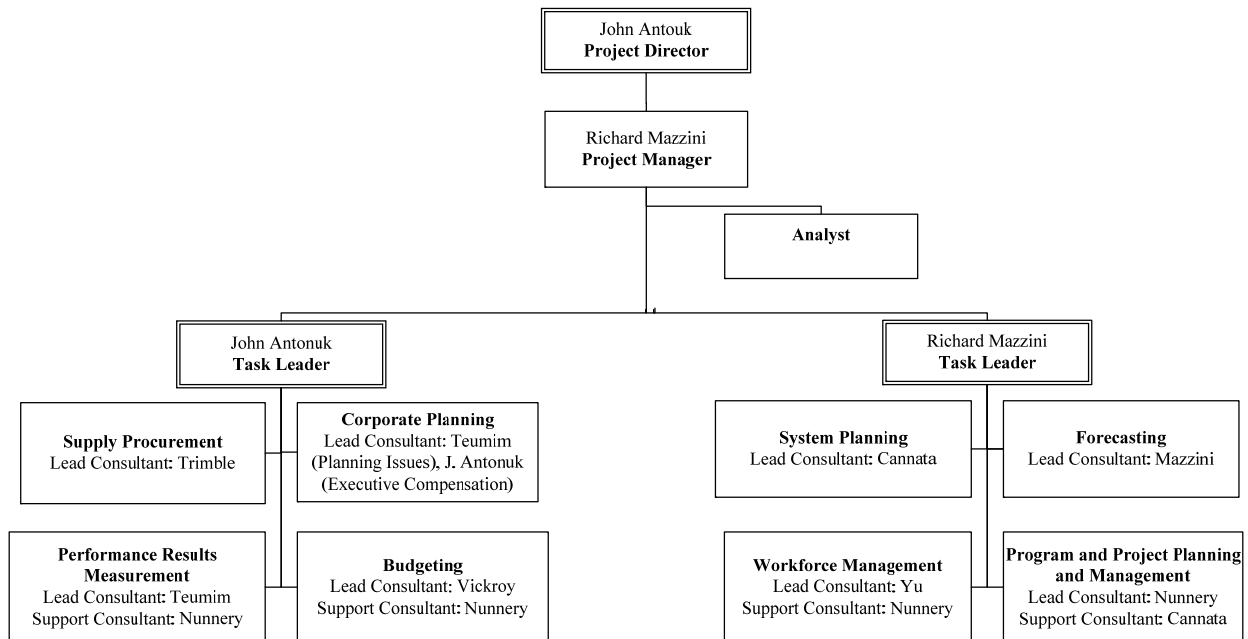 John Antouk
Project Director
Richard Mazzini
Project Manager
Analyst
John Antonuk
Task Leader
Richard Mazzini
Task Leader
Supply Procurement
Lead Consultant: Trimble
Corporate Planning
Lead Consultant: Teumim
(Planning Issues), J. Antonuk
(Executive Compensation)
System Planning
Lead Consultant: Cannata
Forecasting
Lead Consultant: Mazzini
Performance Results
Measurement
Lead Consultant: Teumim
Support Consultant: Nunnery
Budgeting
Lead Consultant: Vickroy
Support Consultant: Nunnery
Workforce Management
Lead Consultant: Yu
Support Consultant: Nunnery
Program and Project Planning
and Management
Lead Consultant: Nunnery
Support Consultant: Cannata